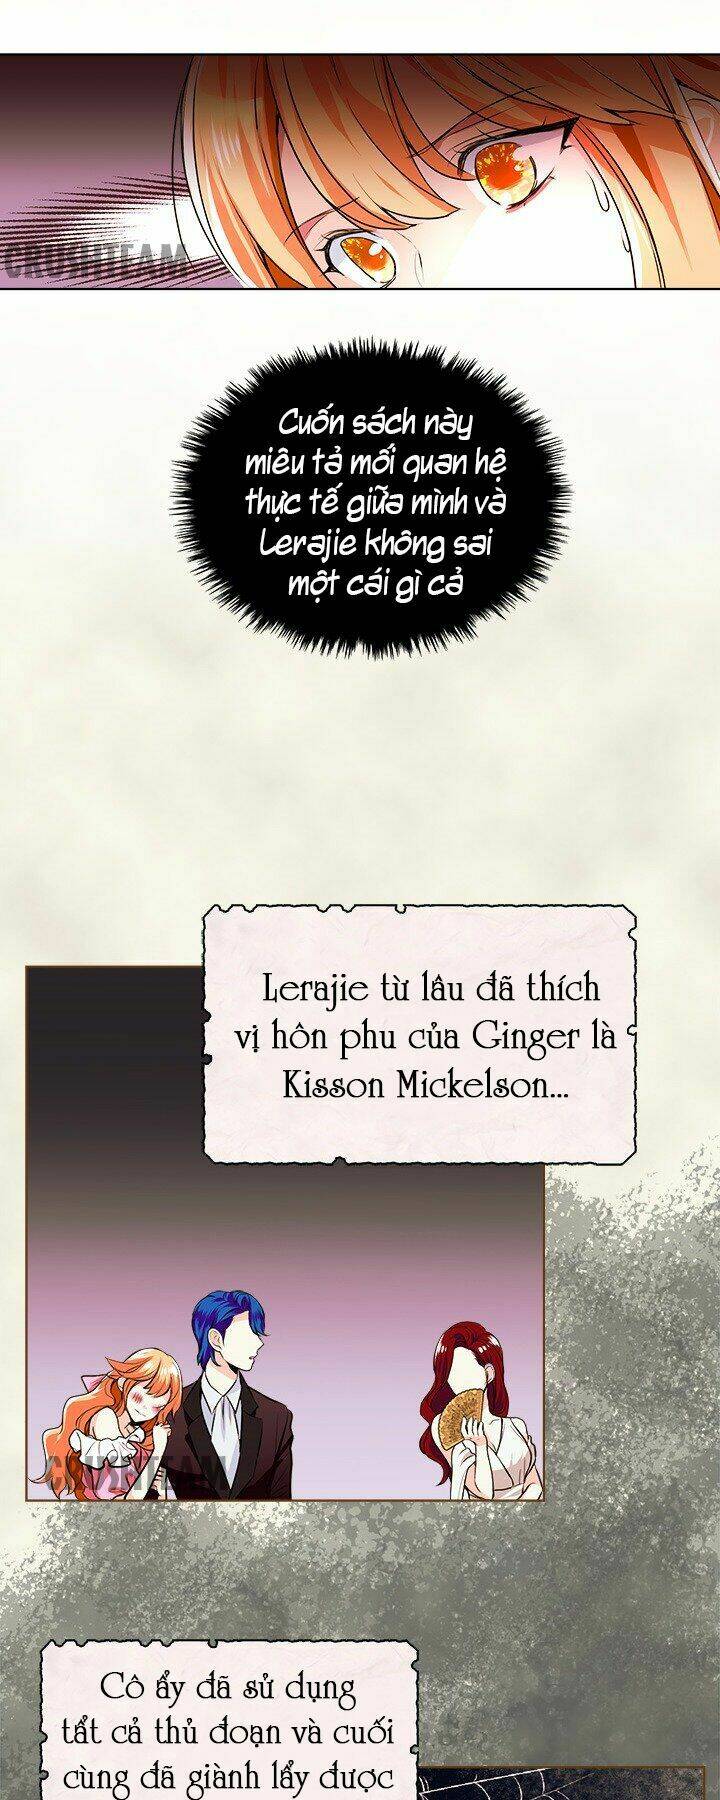 CRUSHTEAM
Cuốn sách này
miêu tả mối quan hệ
thực tế giữa mình và
Lerajie không sai
một cái gì cả
Lerajie từ lâu đã thích
vị hôn phu của Ginger là
Kisson Mickelson...
CRUSHTEAM
Cô ấy đã sử dụng
tất cả thủ đoạn và cuối
cùng đã giành lấy được